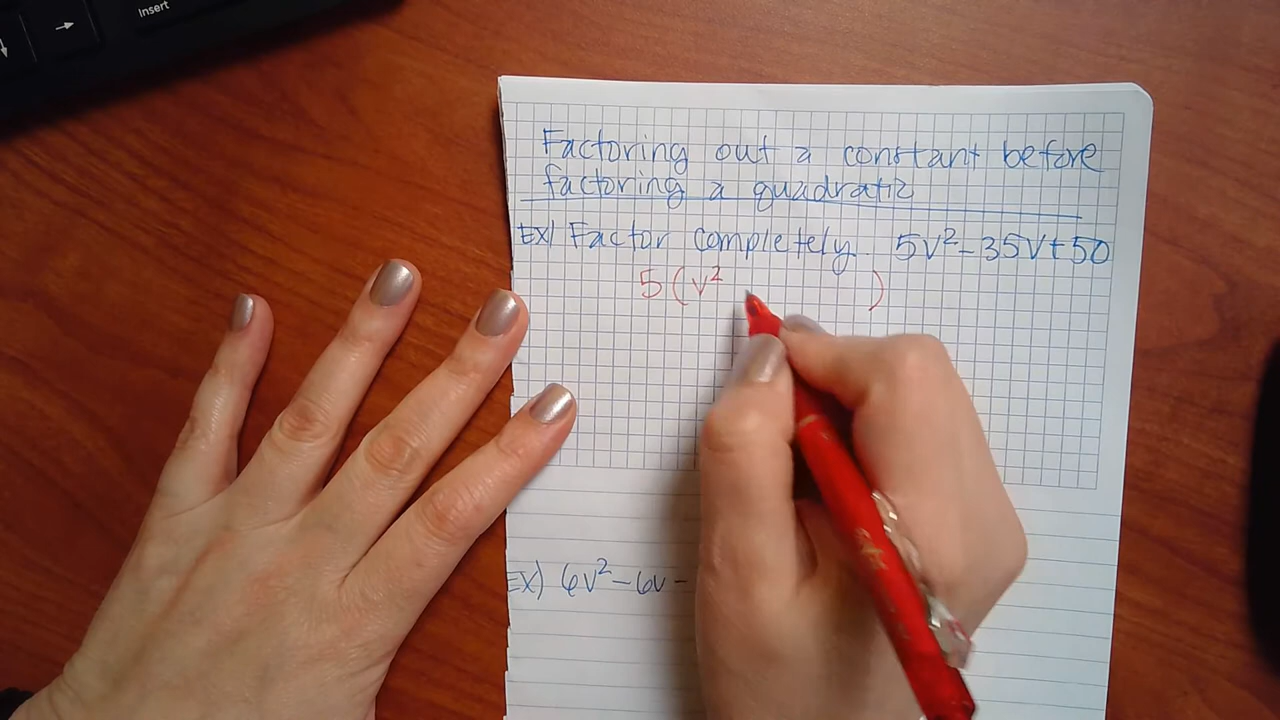 Insert
Factoring out a constant before
factoring a quadratic
EX) Factor completely. 5v²-35v+50
5(v² )
EX) 6v²-6v-